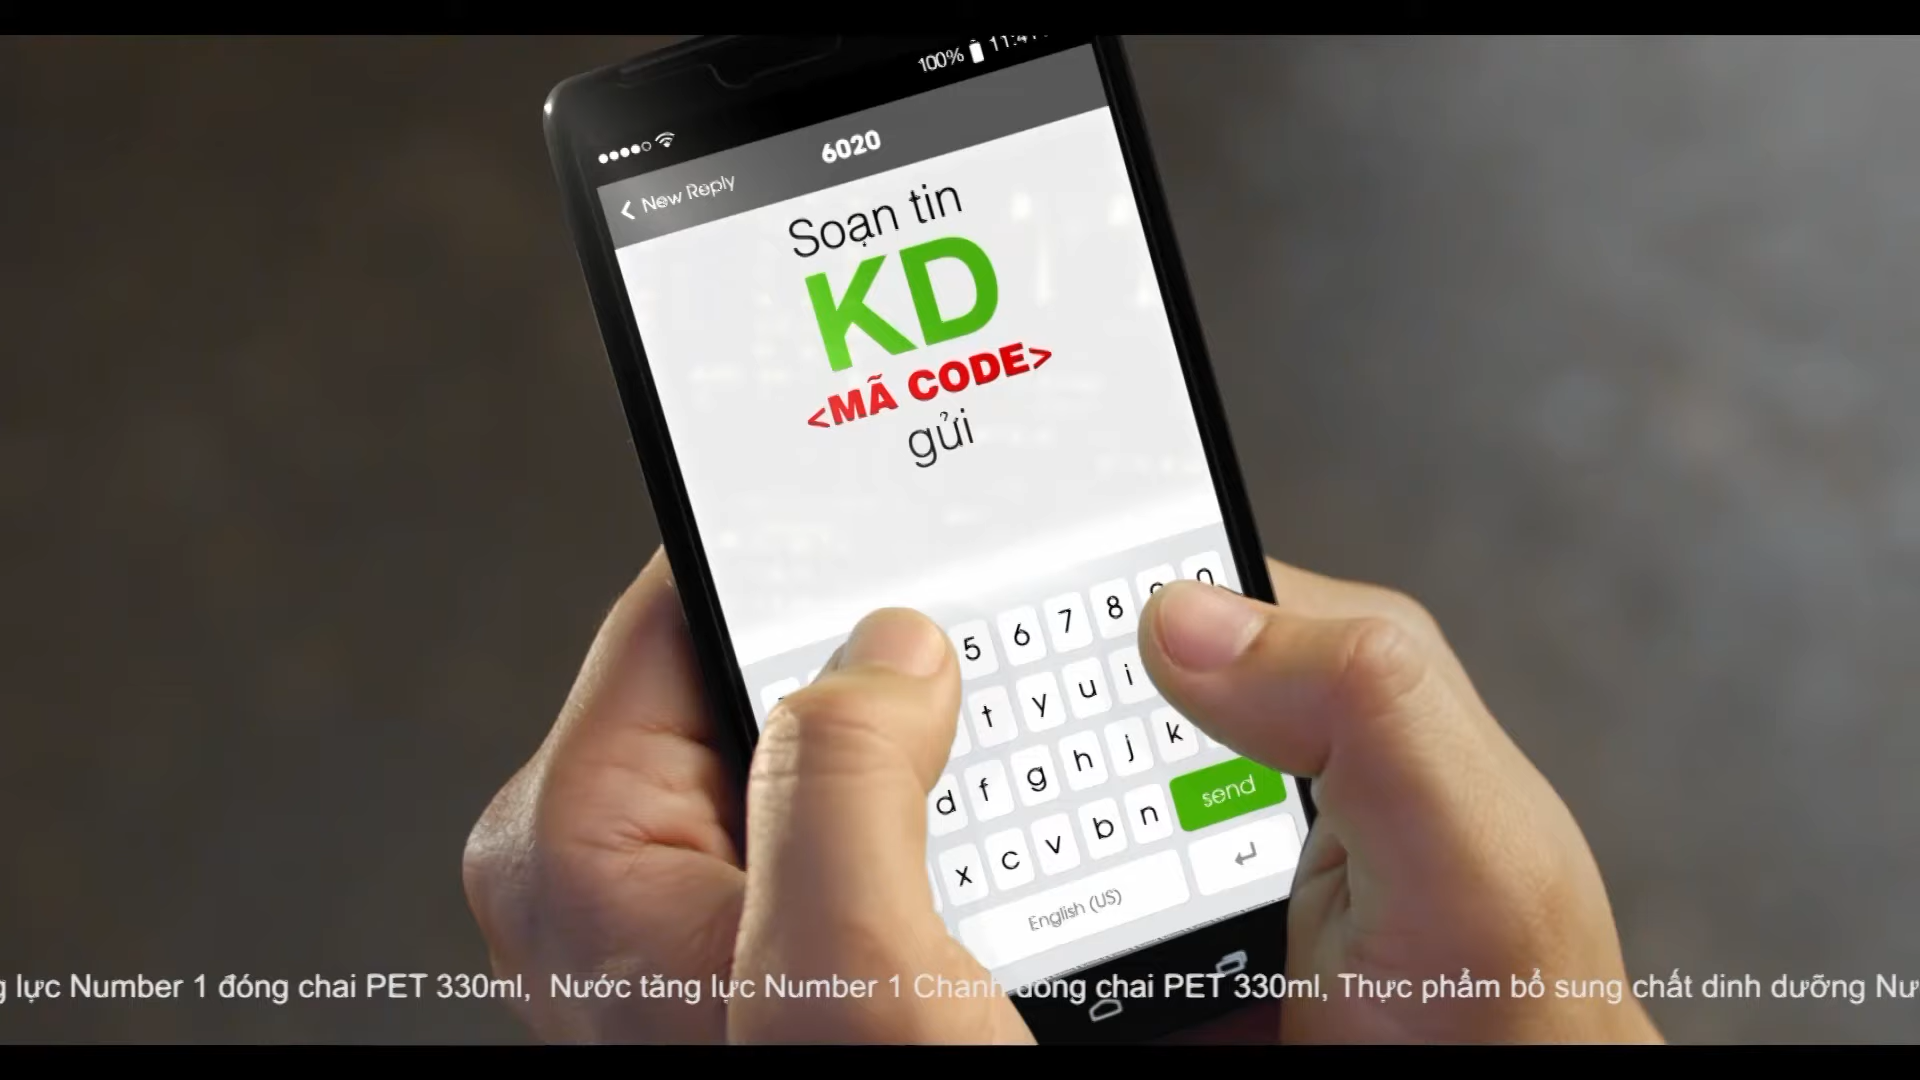 100%
6020
New Reply
Soạn tin
KD
<MÃ CODE>
gửi
5 6 7 8
t y u i
d f g h j k
x c v b n send
English (US)
lực Number 1 đóng chai PET 330ml, Nước tăng lực Number 1 Chanh đóng chai PET 330ml, Thực phẩm bổ sung chất dinh dưỡng